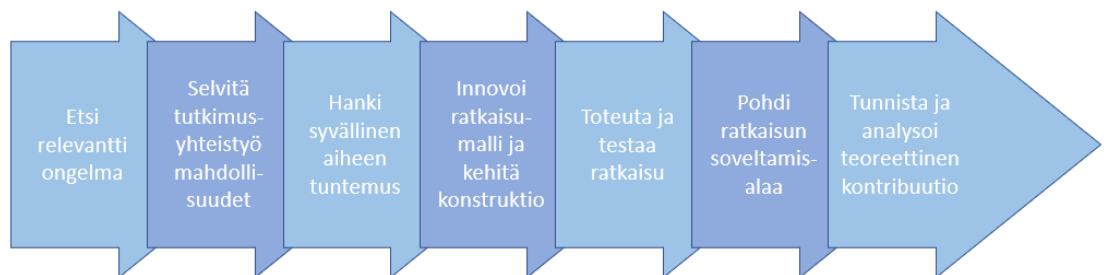 Etsi
relevantti
ongelma
Selvitä
tutkimus-
yhteistyö
mahdolli-
suudet
Hanki
syvällinen
aiheen
tuntemus
Innovoi
ratkaisu-
malli ja
kehitä
konstruktio
Toteuta ja
testaa
ratkaisu
Pohdi
ratkaisun
soveltamis-
alaa
Tunnista ja
analysoi
teoreettinen
kontribuutio